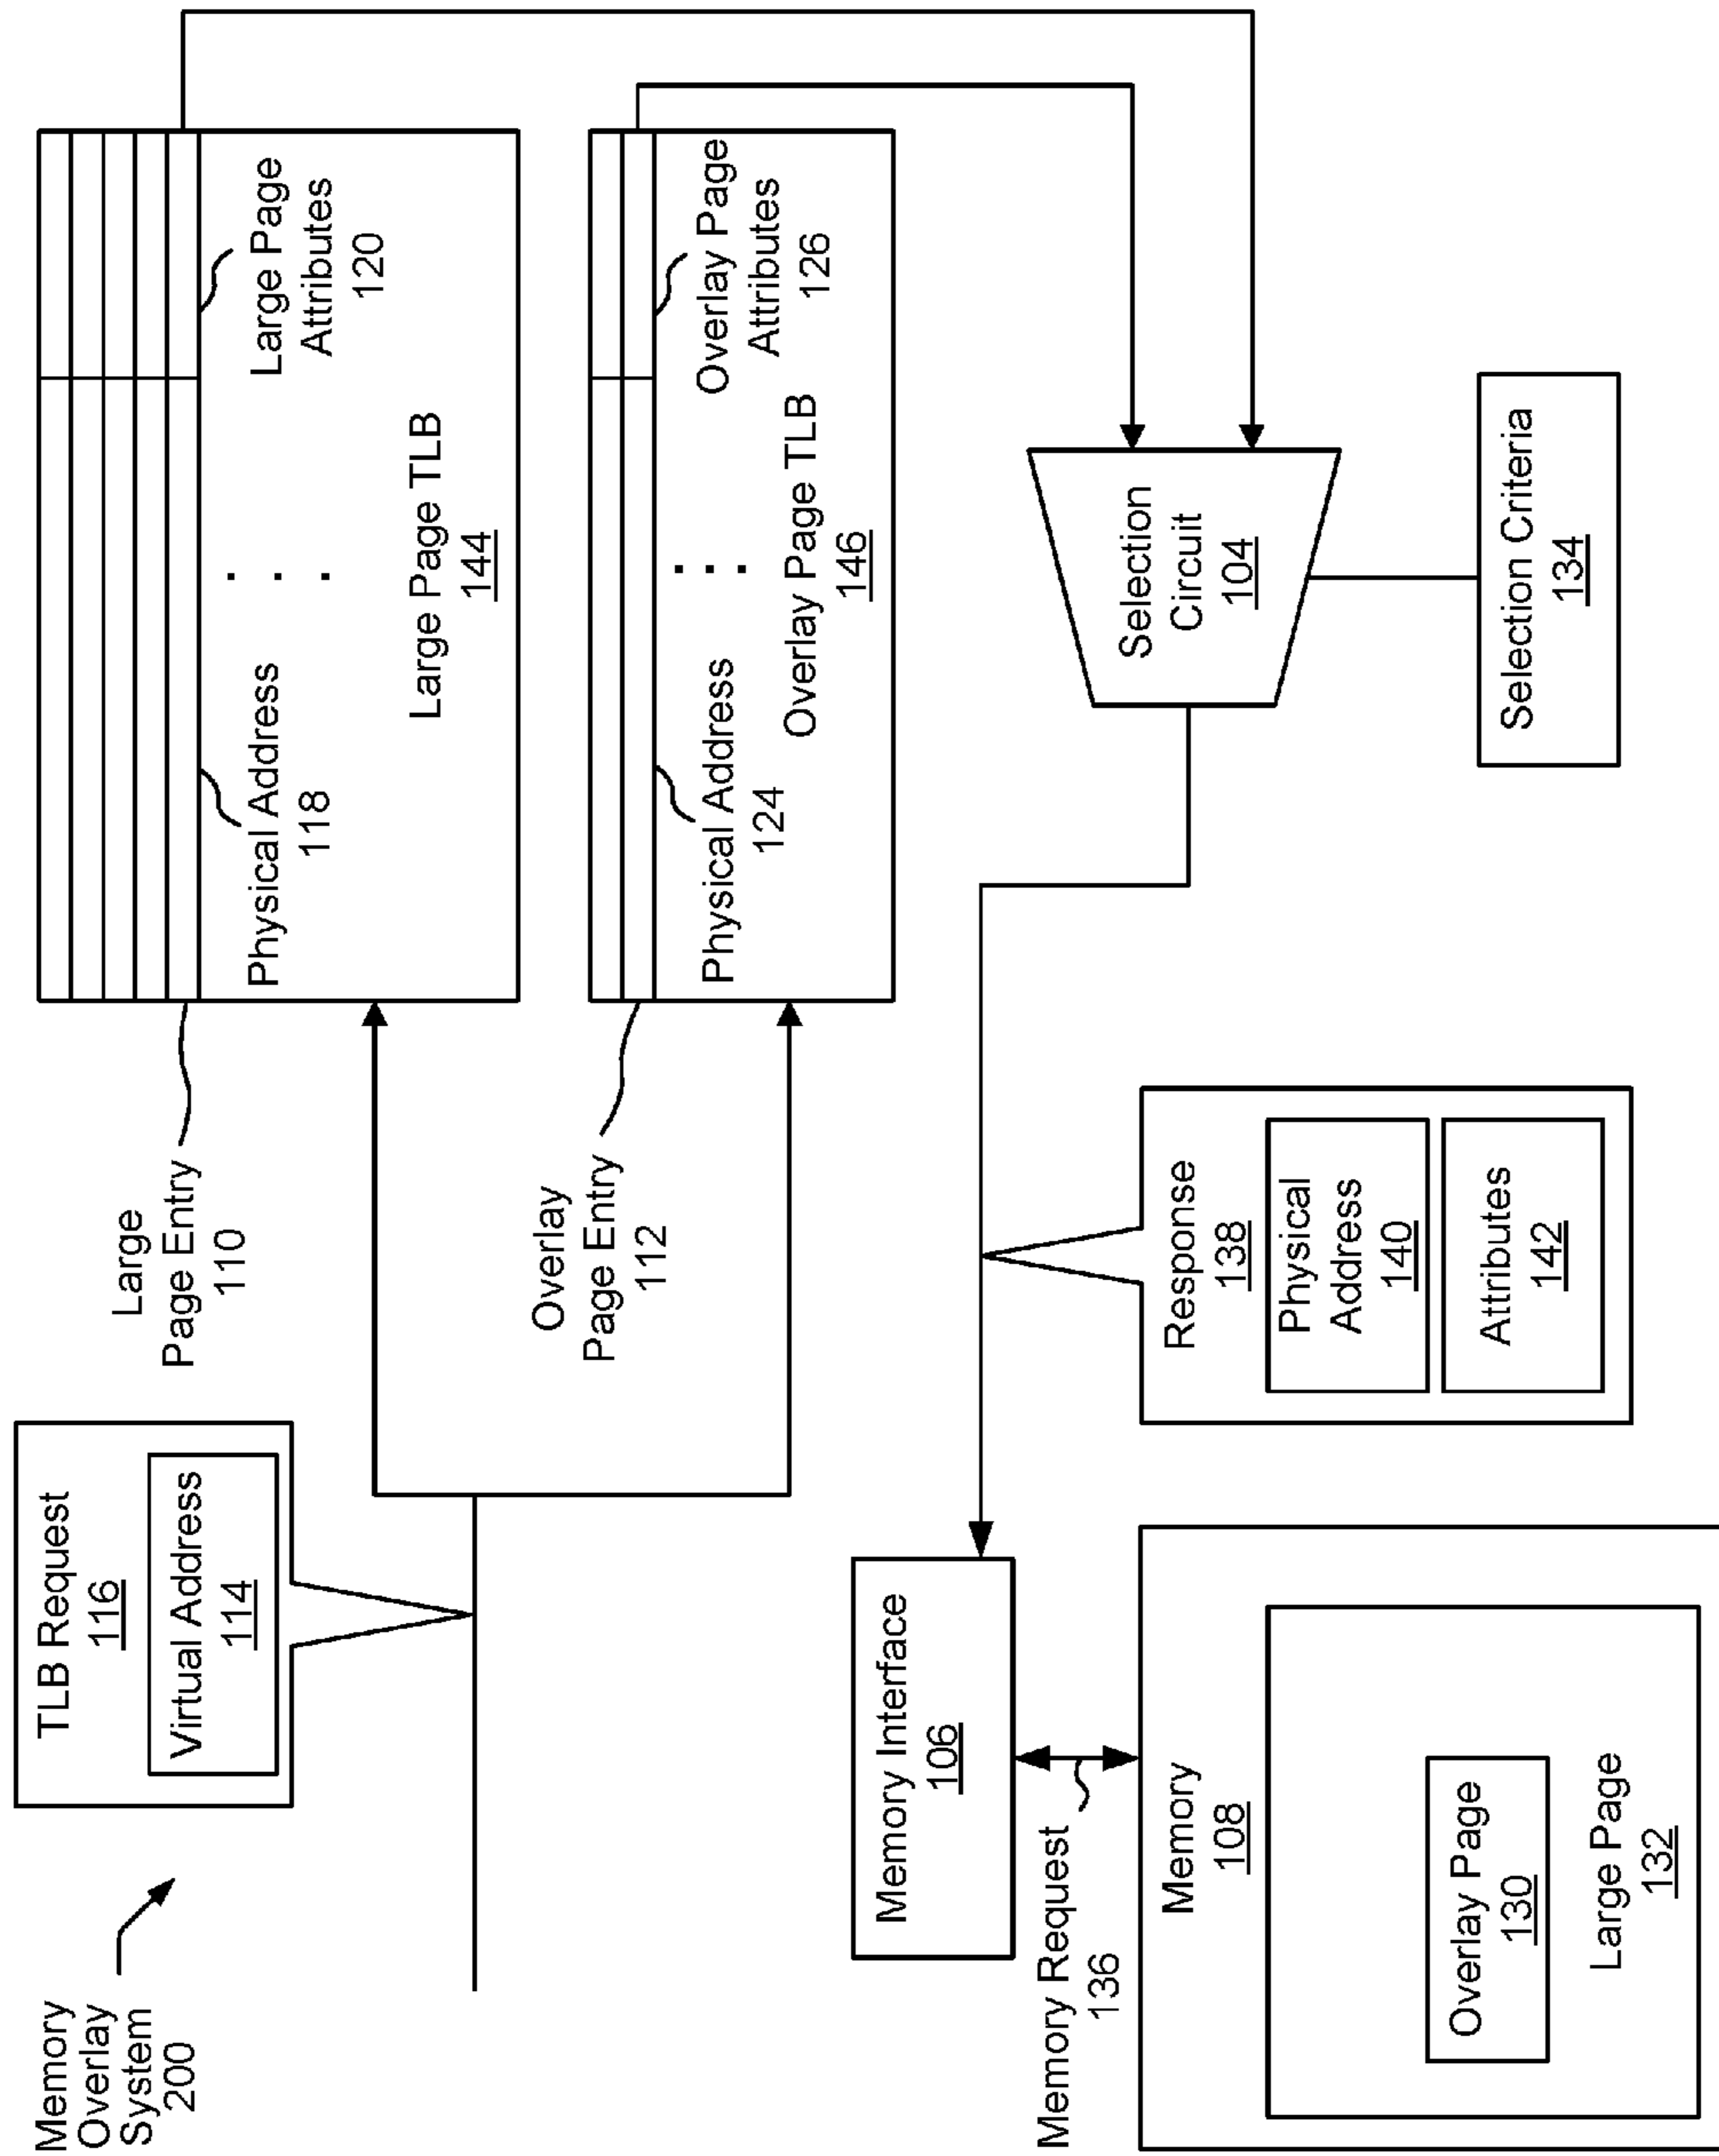 Memory
Overlay
System
200
TLB Request
116
Virtual Address
114
Large
Page Entry
110
Physical Address
118
. . .
Large Page
Attributes
120
Large Page TLB
144
Overlay
Page Entry
112
Physical Address
124
. . .
Overlay Page
Attributes
126
Overlay Page TLB
146
Memory Interface
106
Memory Request
136
Memory
108
Overlay Page
130
Large Page
132
Response
138
Physical
Address
140
Attributes
142
Selection
Circuit
104
Selection Criteria
134